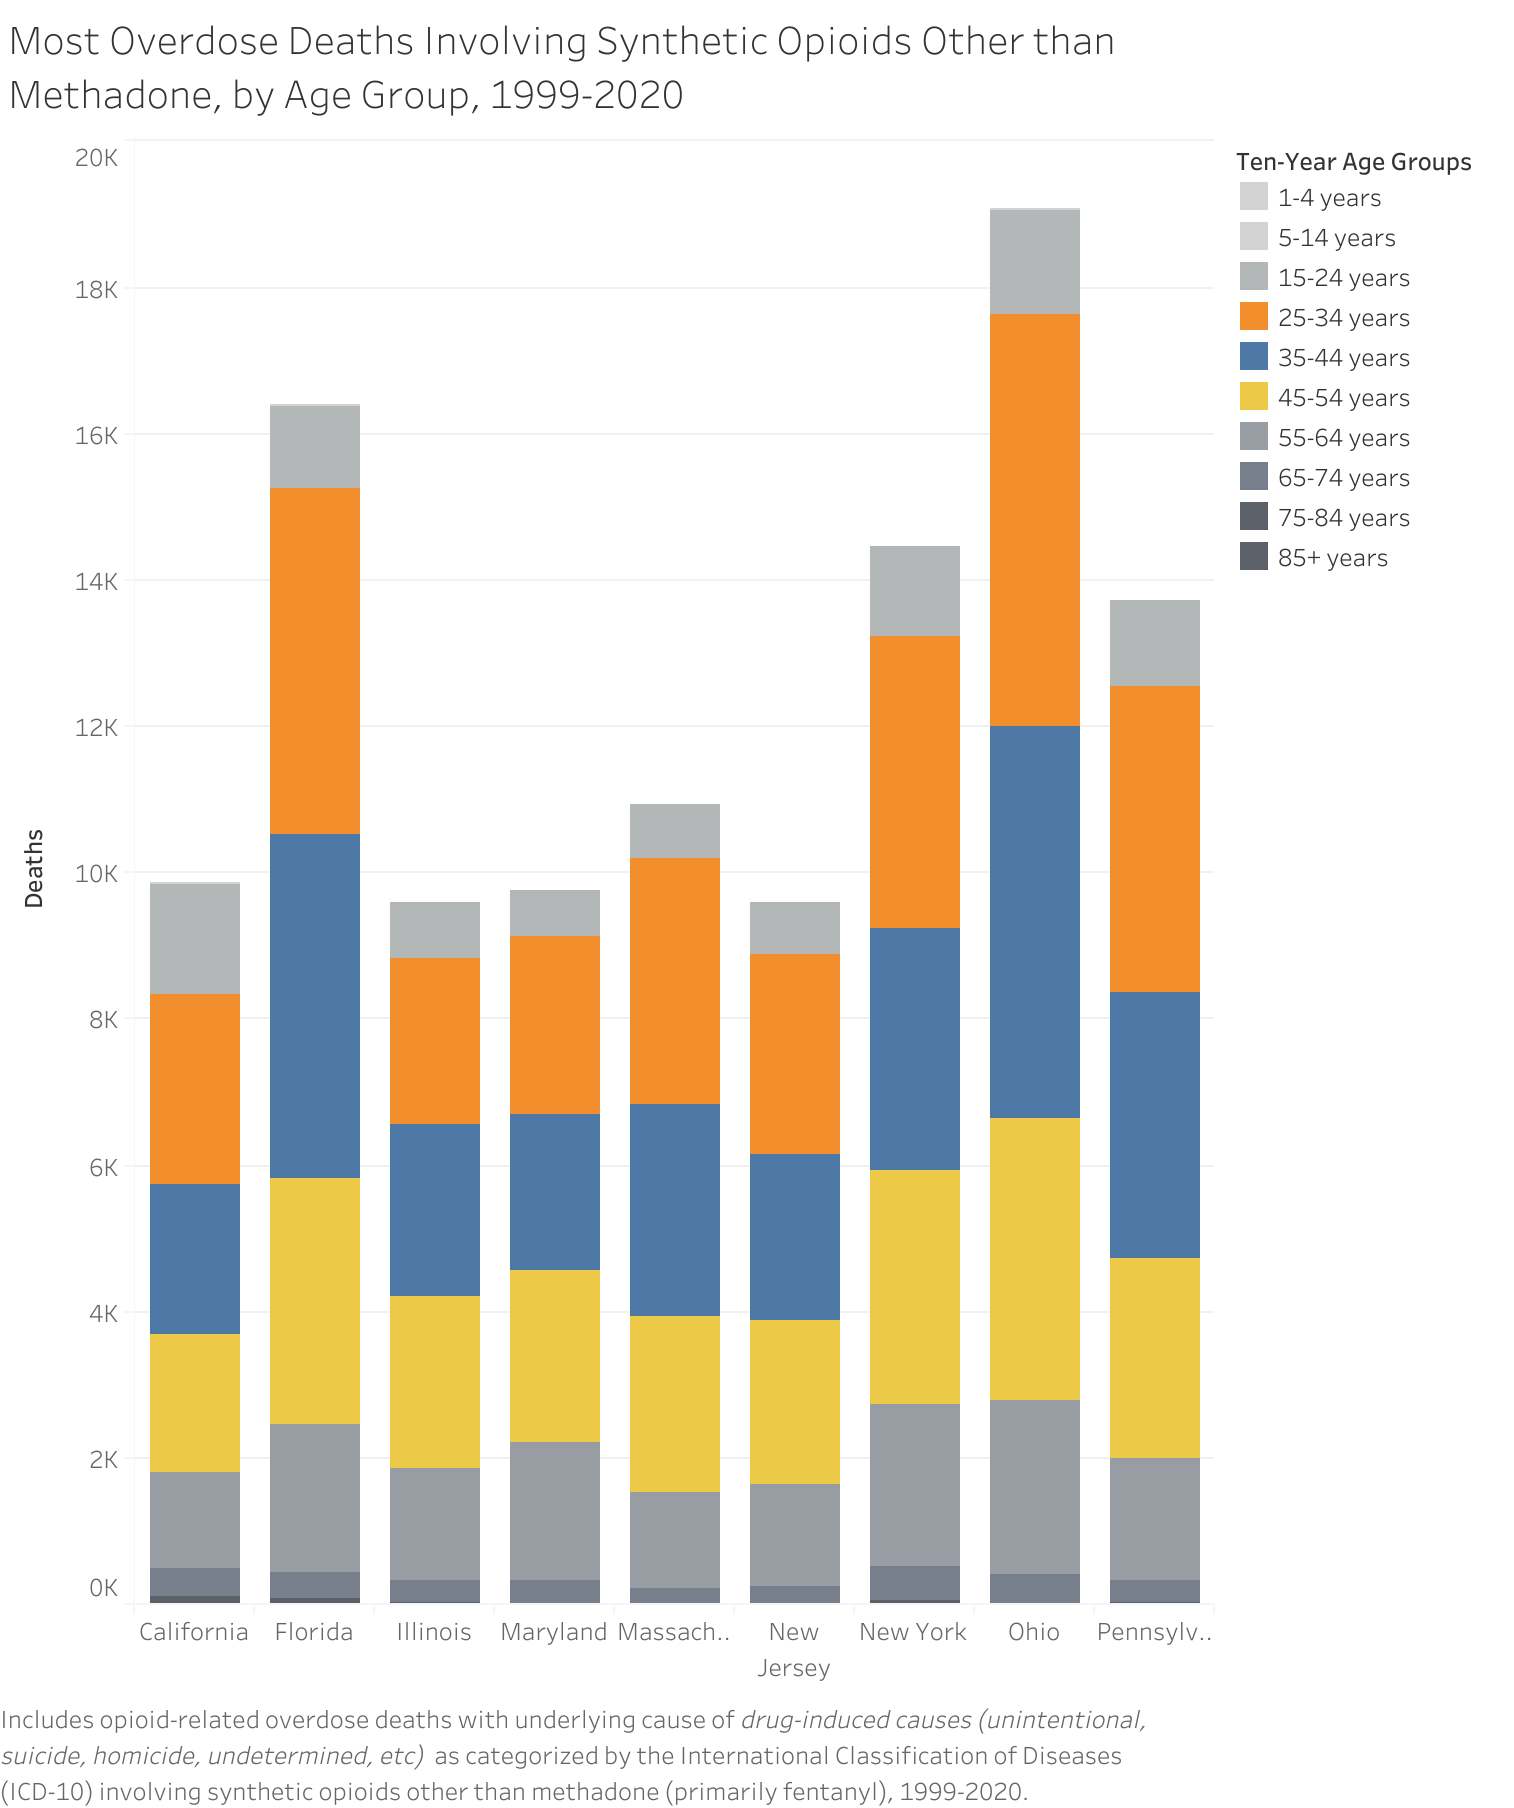 Most Overdose Deaths Involving Synthetic Opioids Other than
Methadone, by Age Group, 1999-2020
20K
18K
16K
14K
12K
10K
8K
6K
4K
2K
0K
Deaths
California
Florida
Illinois
Maryland
Massach..
New
Jersey
New York
Ohio
Pennsylv..
Ten-Year Age Groups
1-4 years
5-14 years
15-24 years
25-34 years
35-44 years
45-54 years
55-64 years
65-74 years
75-84 years
85+ years
Includes opioid-related overdose deaths with underlying cause of drug-induced causes (unintentional,
suicide, homicide, undetermined, etc) as categorized by the International Classification of Diseases
(ICD-10) involving synthetic opioids other than methadone (primarily fentanyl), 1999-2020.